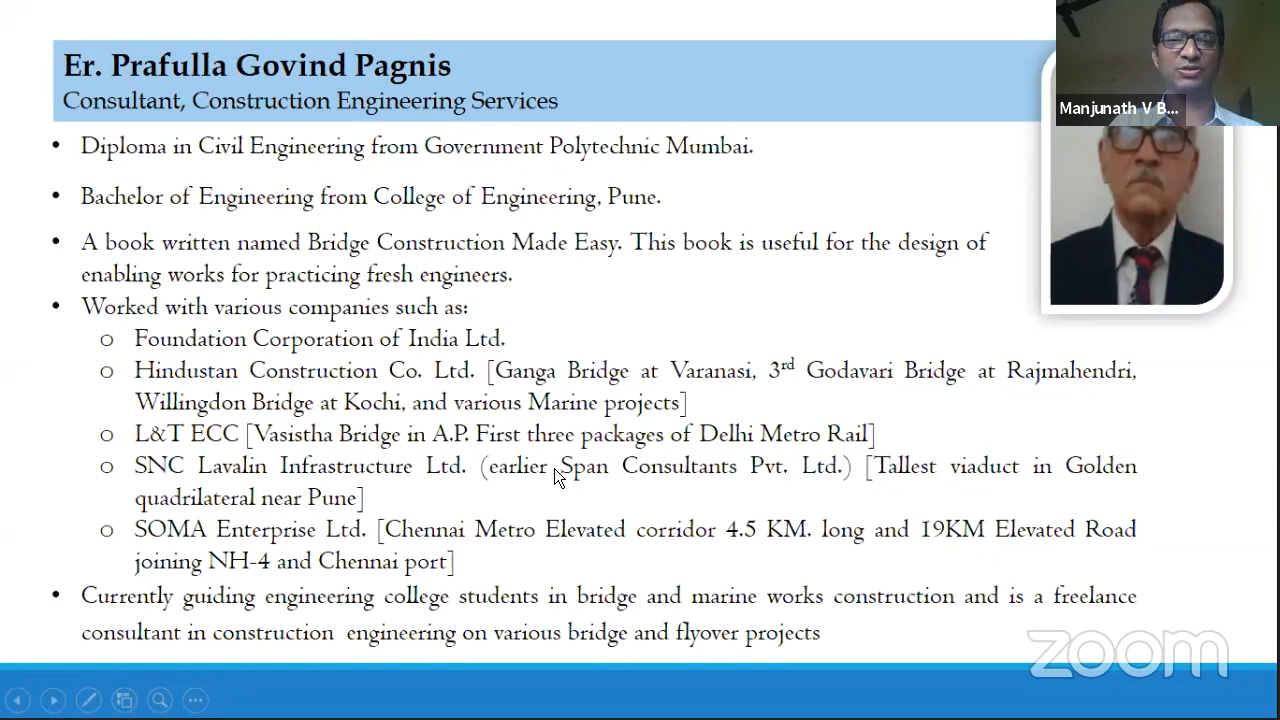 Er. Prafulla Govind Pagnis
Consultant, Construction Engineering Services
Manjunath V B...
• Diploma in Civil Engineering from Government Polytechnic Mumbai.
• Bachelor of Engineering from College of Engineering, Pune.
• A book written named Bridge Construction Made Easy. This book is useful for the design of
enabling works for practicing fresh engineers.
• Worked with various companies such as:
o Foundation Corporation of India Ltd.
o Hindustan Construction Co. Ltd. [Ganga Bridge at Varanasi, 3rd Godavari Bridge at Rajmahendri,
Willingdon Bridge at Kochi, and various Marine projects]
o L&T ECC [Vasistha Bridge in A.P. First three packages of Delhi Metro Rail]
o SNC Lavalin Infrastructure Ltd. (earlier Span Consultants Pvt. Ltd.) [Tallest viaduct in Golden
quadrilateral near Pune]
o SOMA Enterprise Ltd. [Chennai Metro Elevated corridor 4.5 KM. long and 19KM Elevated Road
joining NH-4 and Chennai port]
• Currently guiding engineering college students in bridge and marine works construction and is a freelance
consultant in construction engineering on various bridge and flyover projects
zoom